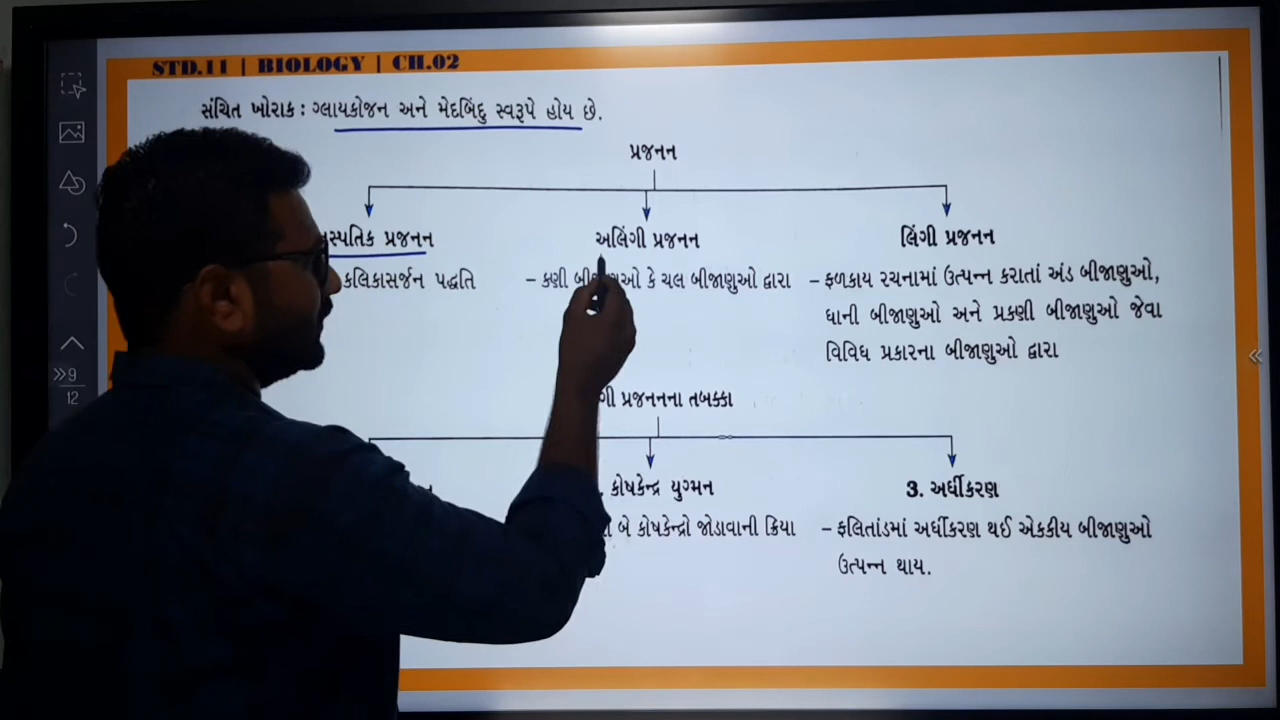 STD.11 | BIOLOGY | CH.02
સંચિત ખોરાક : ગ્લાયકોજન અને મેદબિંદુ સ્વરૂપે હોય છે.
પ્રજનન
પ્રજનન
અલિંગી પ્રજનન
લિંગી પ્રજનન
કલિકાસર્જન પદ્ધતિ
– કણી કે ચલ બીજાણુઓ દ્વારા
– ફળકાય રચનામાં ઉત્પન્ન કરાતાં અંડ બીજાણુઓ,
ધાની બીજાણુઓ અને પ્રકણી બીજાણુઓ જેવા
વિવિધ પ્રકારના બીજાણુઓ દ્વારા
પ્રજનનના તબક્કા
કોષકેન્દ્ર યુગ્મન
3. અર્ધીકરણ
બે કોષકેન્દ્રો જોડાવાની ક્રિયા
– ફલિતાંડમાં અર્ધીકરણ થઈ એકકીય બીજાણુઓ
ઉત્પન્ન થાય.
9
12